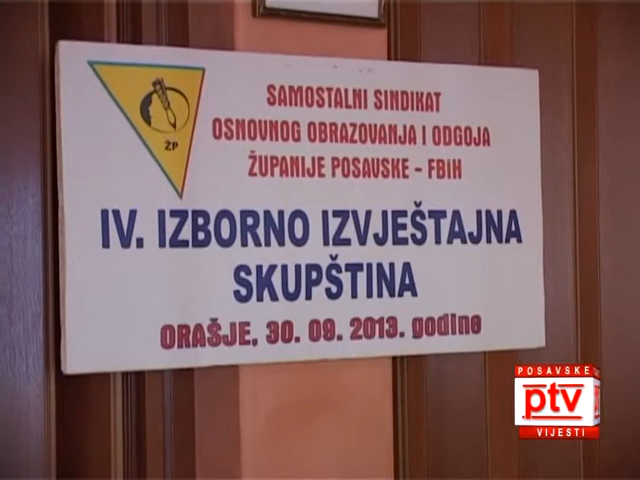 SAMOSTALNI SINDIKAT
OSNOVNOG OBRAZOVANJA I ODGOJA
ŽUPANIJE POSAVSKE - FBIH
ŽP
IV. IZBORNO IZVJEŠTAJNA
SKUPŠTINA
ORAŠJE, 30. 09. 2013. godine
POSAVSKE
ptv
VIJESTI